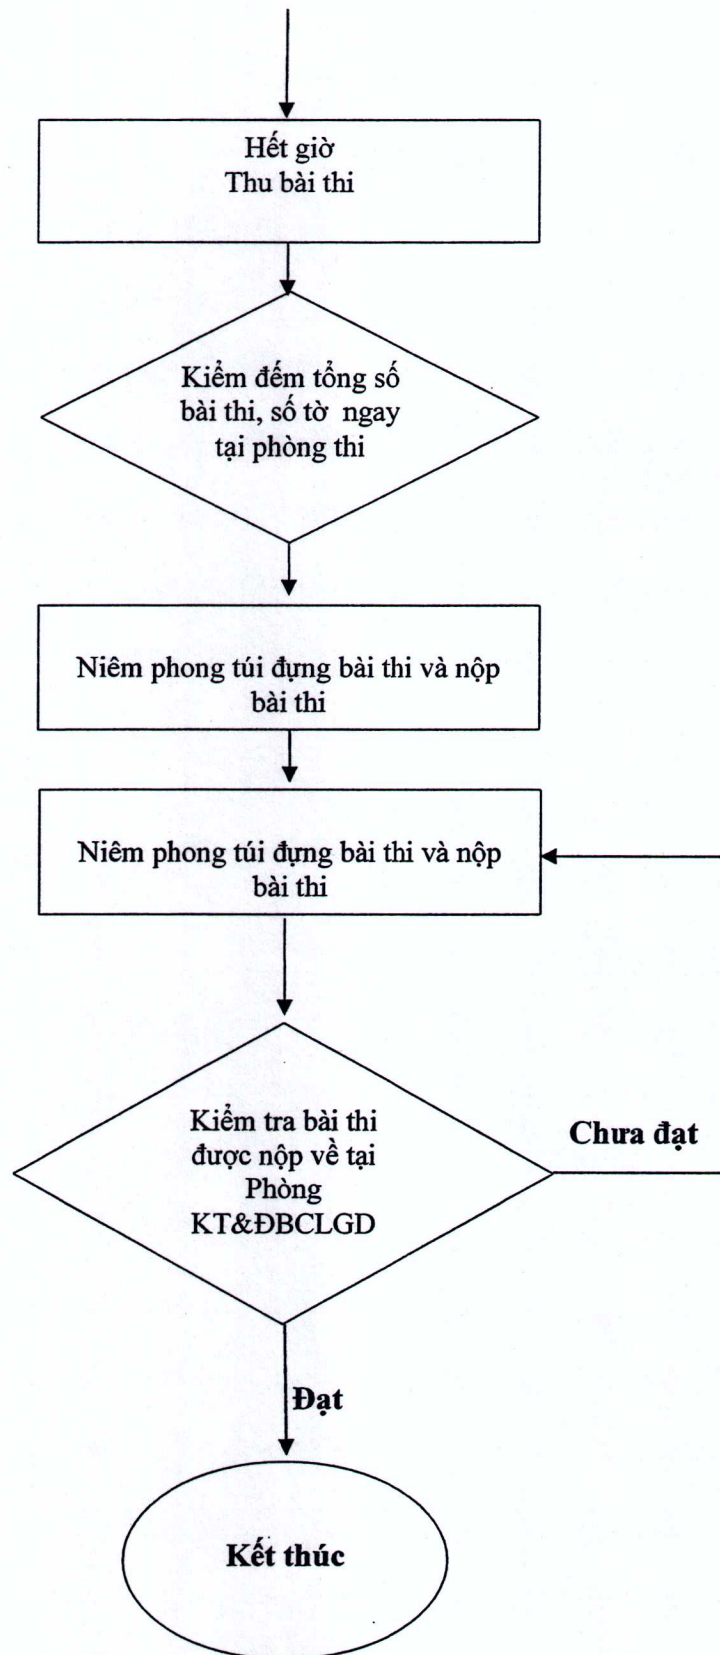 Hết giờ
Thu bài thi
Kiểm đếm tổng số
bài thi, số tờ ngay
tại phòng thi
Niêm phong túi đựng bài thi và nộp
bài thi
Niêm phong túi đựng bài thi và nộp
bài thi
Kiểm tra bài thi
được nộp về tại
Phòng
KT&ĐBCLGD
Chưa đạt
Đạt
Kết thúc